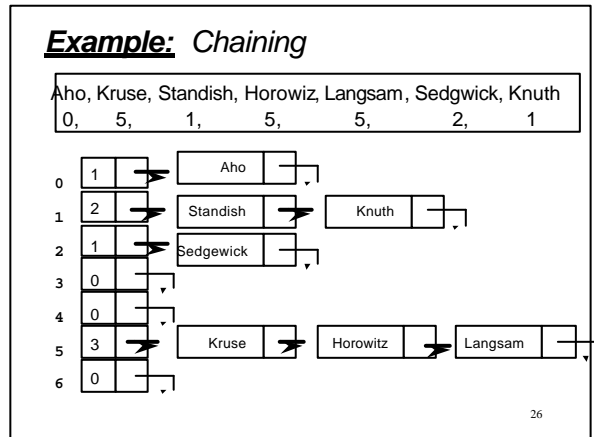 Example: Chaining
Aho, Kruse, Standish, Horowiz, Langsam, Sedgwick, Knuth
0, 5, 1, 5, 5, 2, 1
0 1 Aho
1 2 Standish Knuth
2 1 Sedgewick
3 0
4 0
5 3 Kruse Horowitz Langsam
6 0
26